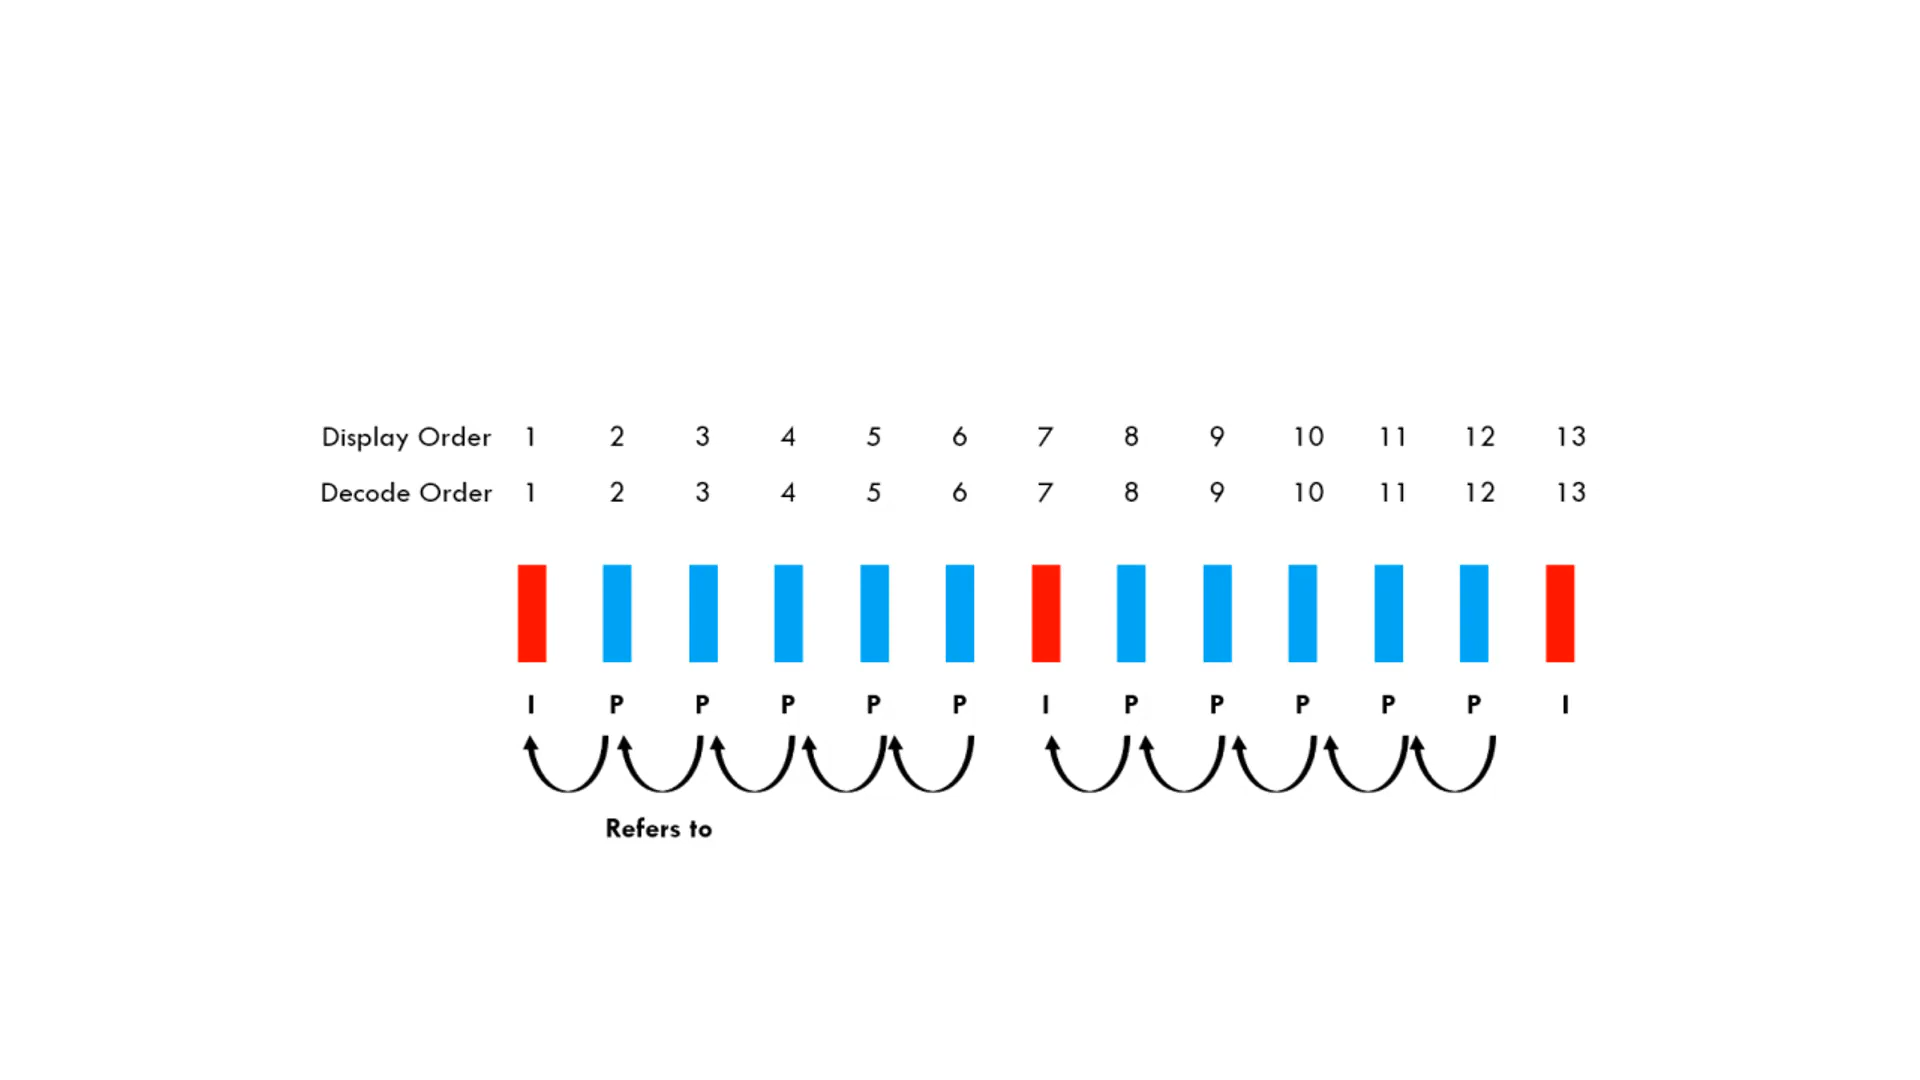 Display Order 1 2 3 4 5 6 7 8 9 10 11 12 13
Decode Order 1 2 3 4 5 6 7 8 9 10 11 12 13
I P P P P P I P P P P P I
Refers to